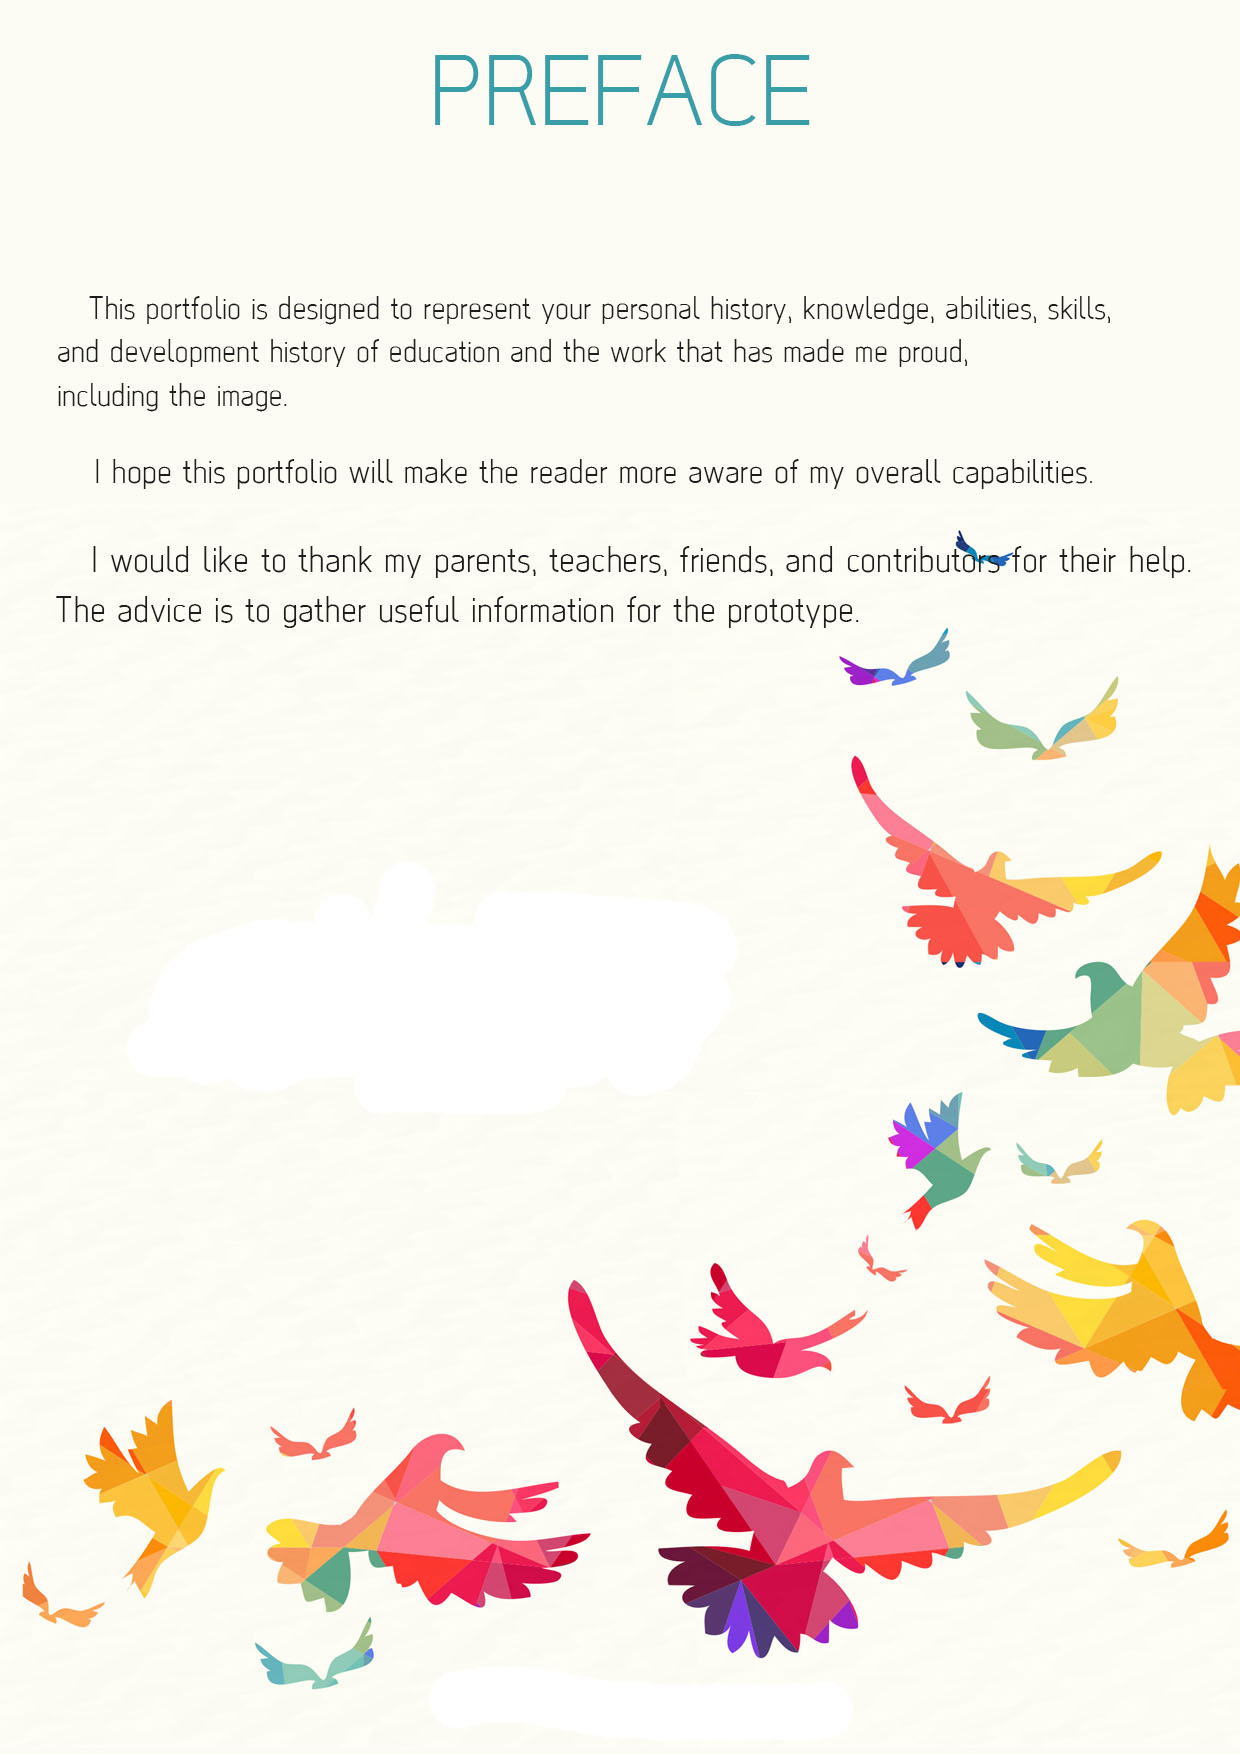 PREFACE
This portfolio is designed to represent your personal history, knowledge, abilities, skills,
and development history of education and the work that has made me proud,
including the image.
I hope this portfolio will make the reader more aware of my overall capabilities.
I would like to thank my parents, teachers, friends, and contributors for their help.
The advice is to gather useful information for the prototype.